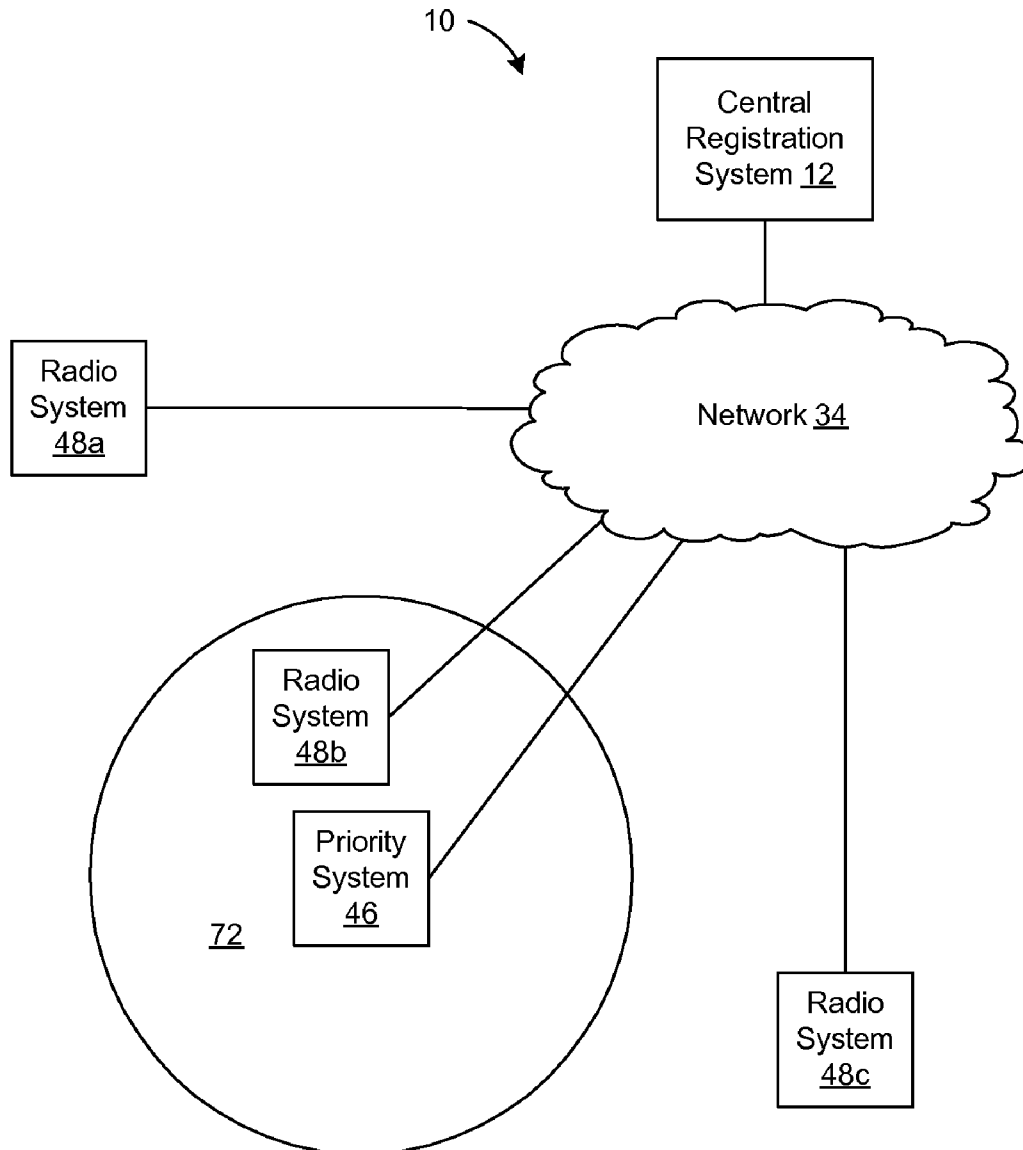 10
Central
Registration
System 12
Radio
System
48a
Network 34
Radio
System
48b
Priority
System
46
72
Radio
System
48c